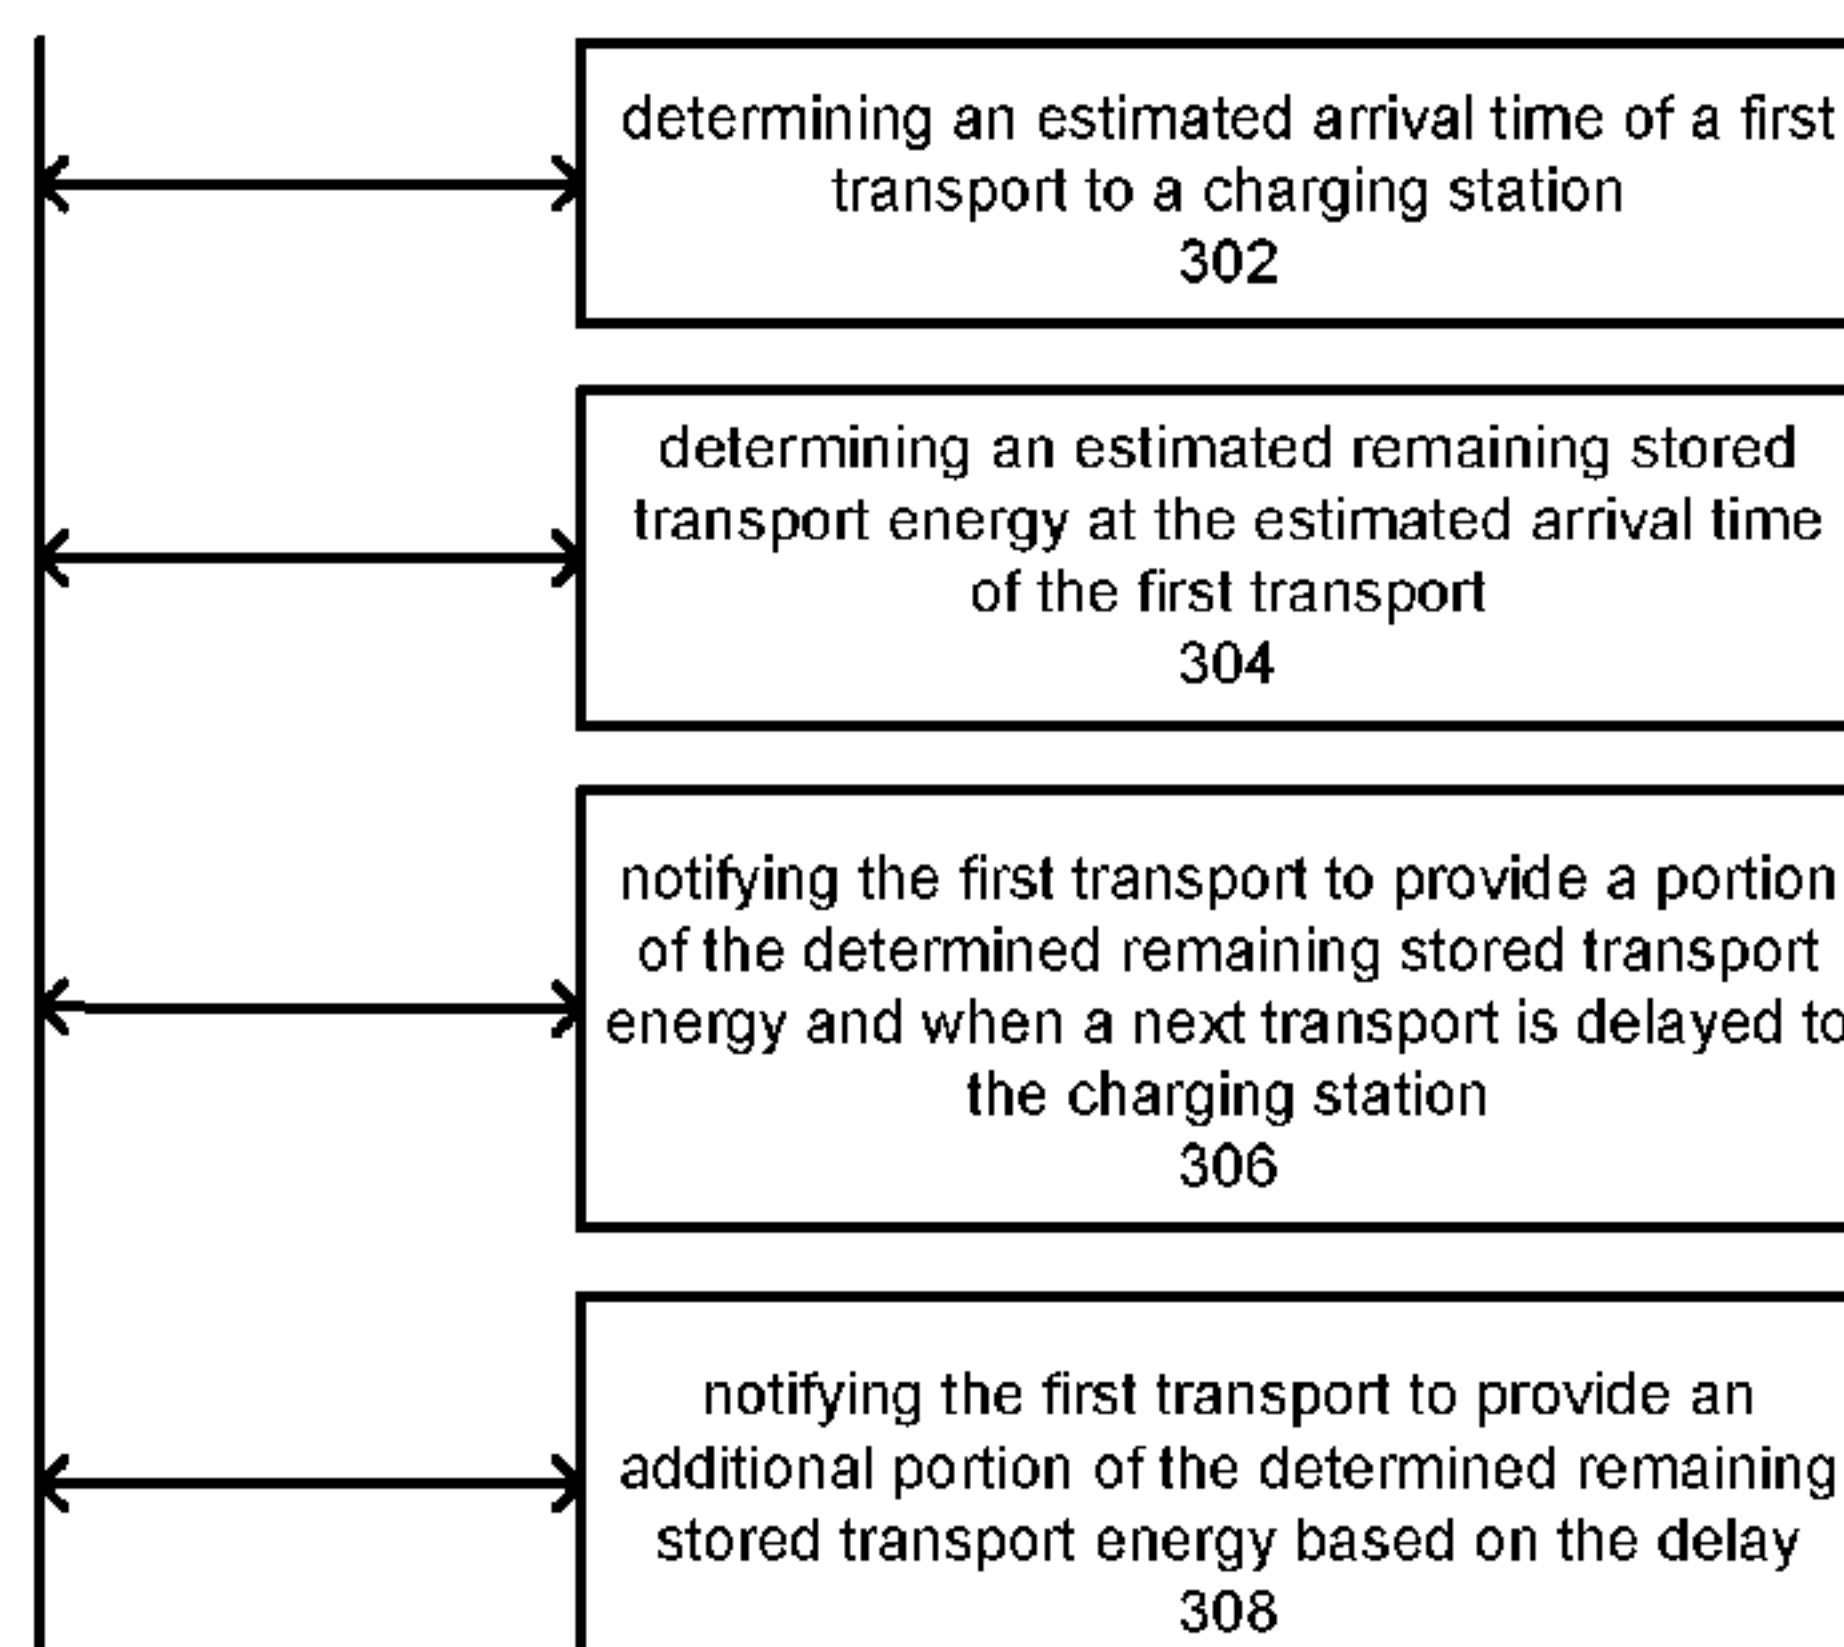 determining an estimated arrival time of a first
transport to a charging station
302
determining an estimated remaining stored
transport energy at the estimated arrival time
of the first transport
304
notifying the first transport to provide a portion
of the determined remaining stored transport
energy and when a next transport is delayed to
the charging station
306
notifying the first transport to provide an
additional portion of the determined remaining
stored transport energy based on the delay
308